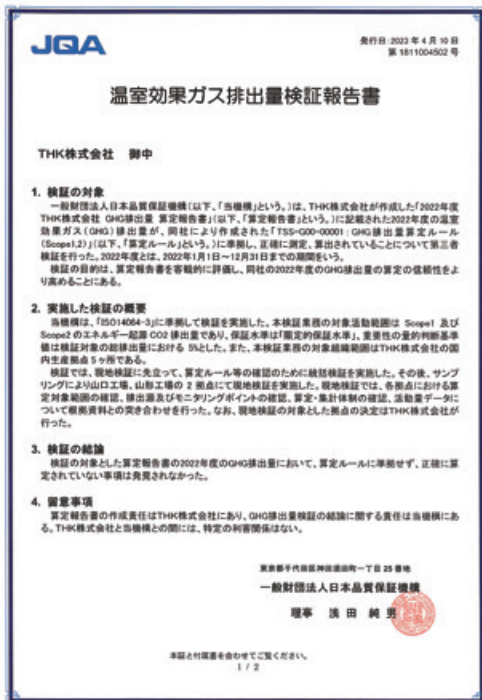 JQA
発行日:2023 年 4 月 10 日
第 1811004502 号
温室効果ガス排出量検証報告書
THK株式会社 御中
1. 検証の対象
一般財団法人日本品質保証機構(以下、「当機構」という。)は、THK株式会社が作成した「2022年度
THK株式会社 GHG排出量 算定報告書」(以下、「算定報告書」という。)に記載された2022年度の温室
効果ガス(GHG)排出量が、同社により作成された「TSS-G00-00001:GHG排出量算定ルール
(Scope1,2)」(以下、「算定ルール」という。)に準拠し、正確に測定、算出されていることについて第三者
検証を行った。2022年度とは、2022年1月1日~12月31日までの期間をいう。
検証の目的は、算定報告書を客観的に評価し、同社の2022年度のGHG排出量の算定の信頼性をよ
り高めることにある。
2. 実施した検証の概要
当機構は、「ISO14064-3」に準拠して検証を実施した。本検証業務の対象活動範囲は Scope1 及び
Scope2 のエネルギー起源 CO2 排出量であり、保証水準は「限定的保証水準」、重要性の量的判断基準
値は検証対象の総排出量における 5%とした。また、本検証業務の対象組織範囲はTHK株式会社の国
内生産拠点 5 ヶ所である。
検証では、現地検証に先立って、算定ルール等の確認のために統括検証を実施した。その後、サンプ
リングにより山口工場、山形工場の 2 拠点にて現地検証を実施した。現地検証では、各拠点における算
定対象範囲の確認、排出源及びモニタリングポイントの確認、算定・集計体制の確認、活動量データに
ついて根拠資料との突き合わせを行った。なお、現地検証の対象とした拠点の決定はTHK株式会社が
行った。
3. 検証の結論
検証の対象とした算定報告書の2022年度のGHG排出量において、算定ルールに準拠せず、正確に算
定されていない事項は発見されなかった。
4. 留意事項
算定報告書の作成責任はTHK株式会社にあり、GHG排出量検証の結論に関する責任は当機構にあ
る。THK株式会社と当機構との間には、特定の利害関係はない。
東京都千代田区神田須田町一丁目 25 番地
一般財団法人日本品質保証機構
理事 浅田 純男
本証と付属書を合わせてご覧ください。
1 / 2